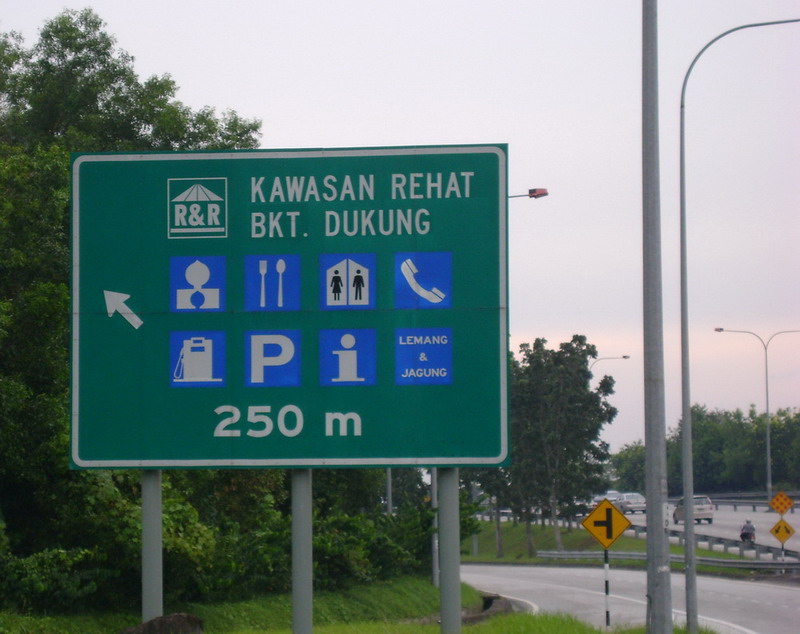 R&R
KAWASAN REHAT
BKT. DUKUNG
P
i
LEMANG
&
JAGUNG
250 m